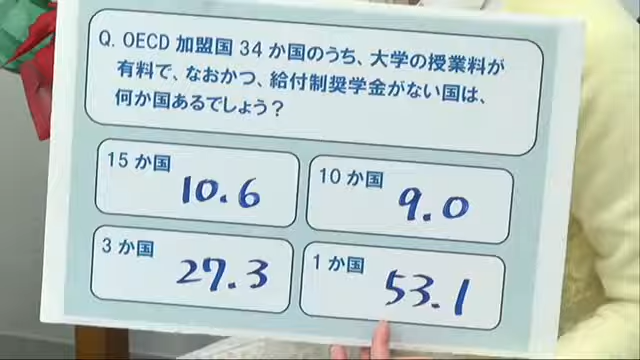 Q. OECD 加盟国 34 か国のうち、大学の授業料が
有料で、なおかつ、給付制奨学金がない国は、
何か国あるでしょう？
15 か国
10.6
10 か国
9.0
3 か国
27.3
1 か国
53.1